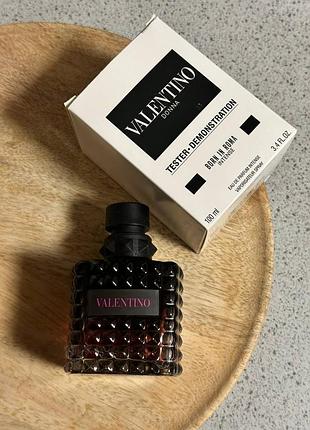 VALENTINO
DONNA
TESTER-DEMONSTRATION
BORN IN ROMA
INTENSE
EAU DE PARFUM INTENSE
VAPORISATEUR SPRAY
100 ml
3.4 FL.OZ
VALENTINO